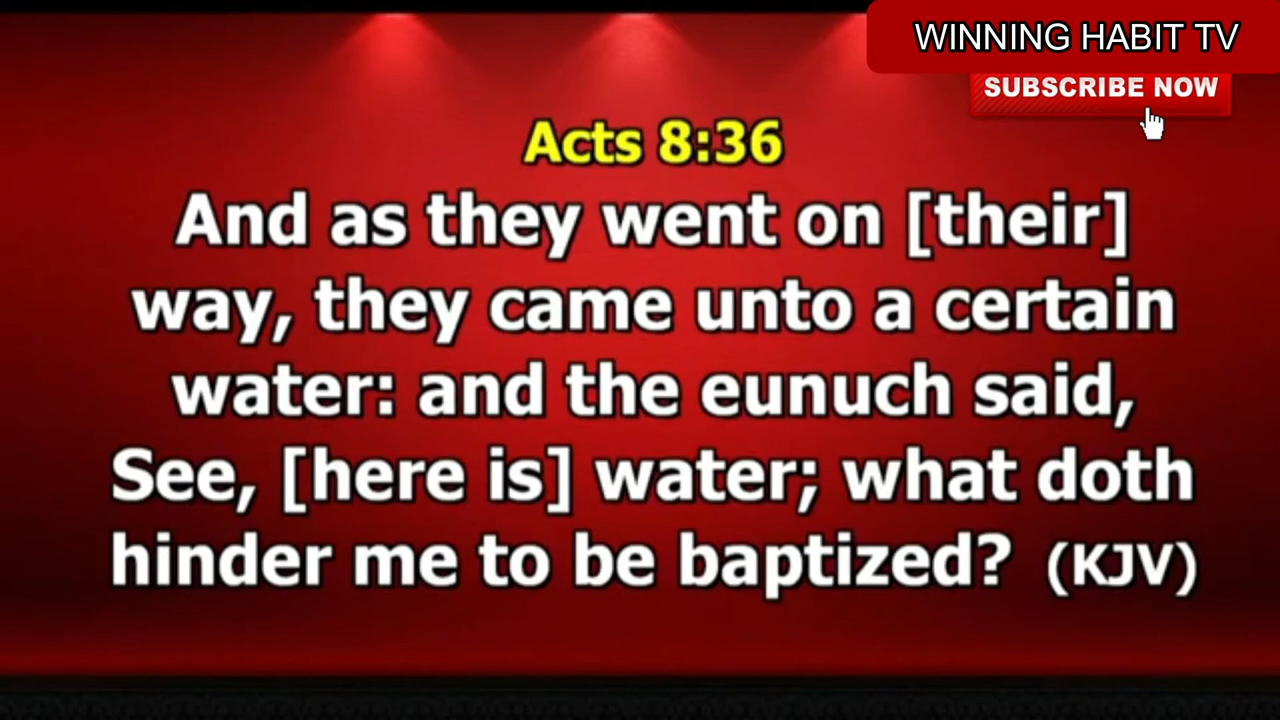 WINNING HABIT TV
SUBSCRIBE NOW
Acts 8:36
And as they went on [their]
way, they came unto a certain
water: and the eunuch said,
See, [here is] water; what doth
hinder me to be baptized? (KJV)